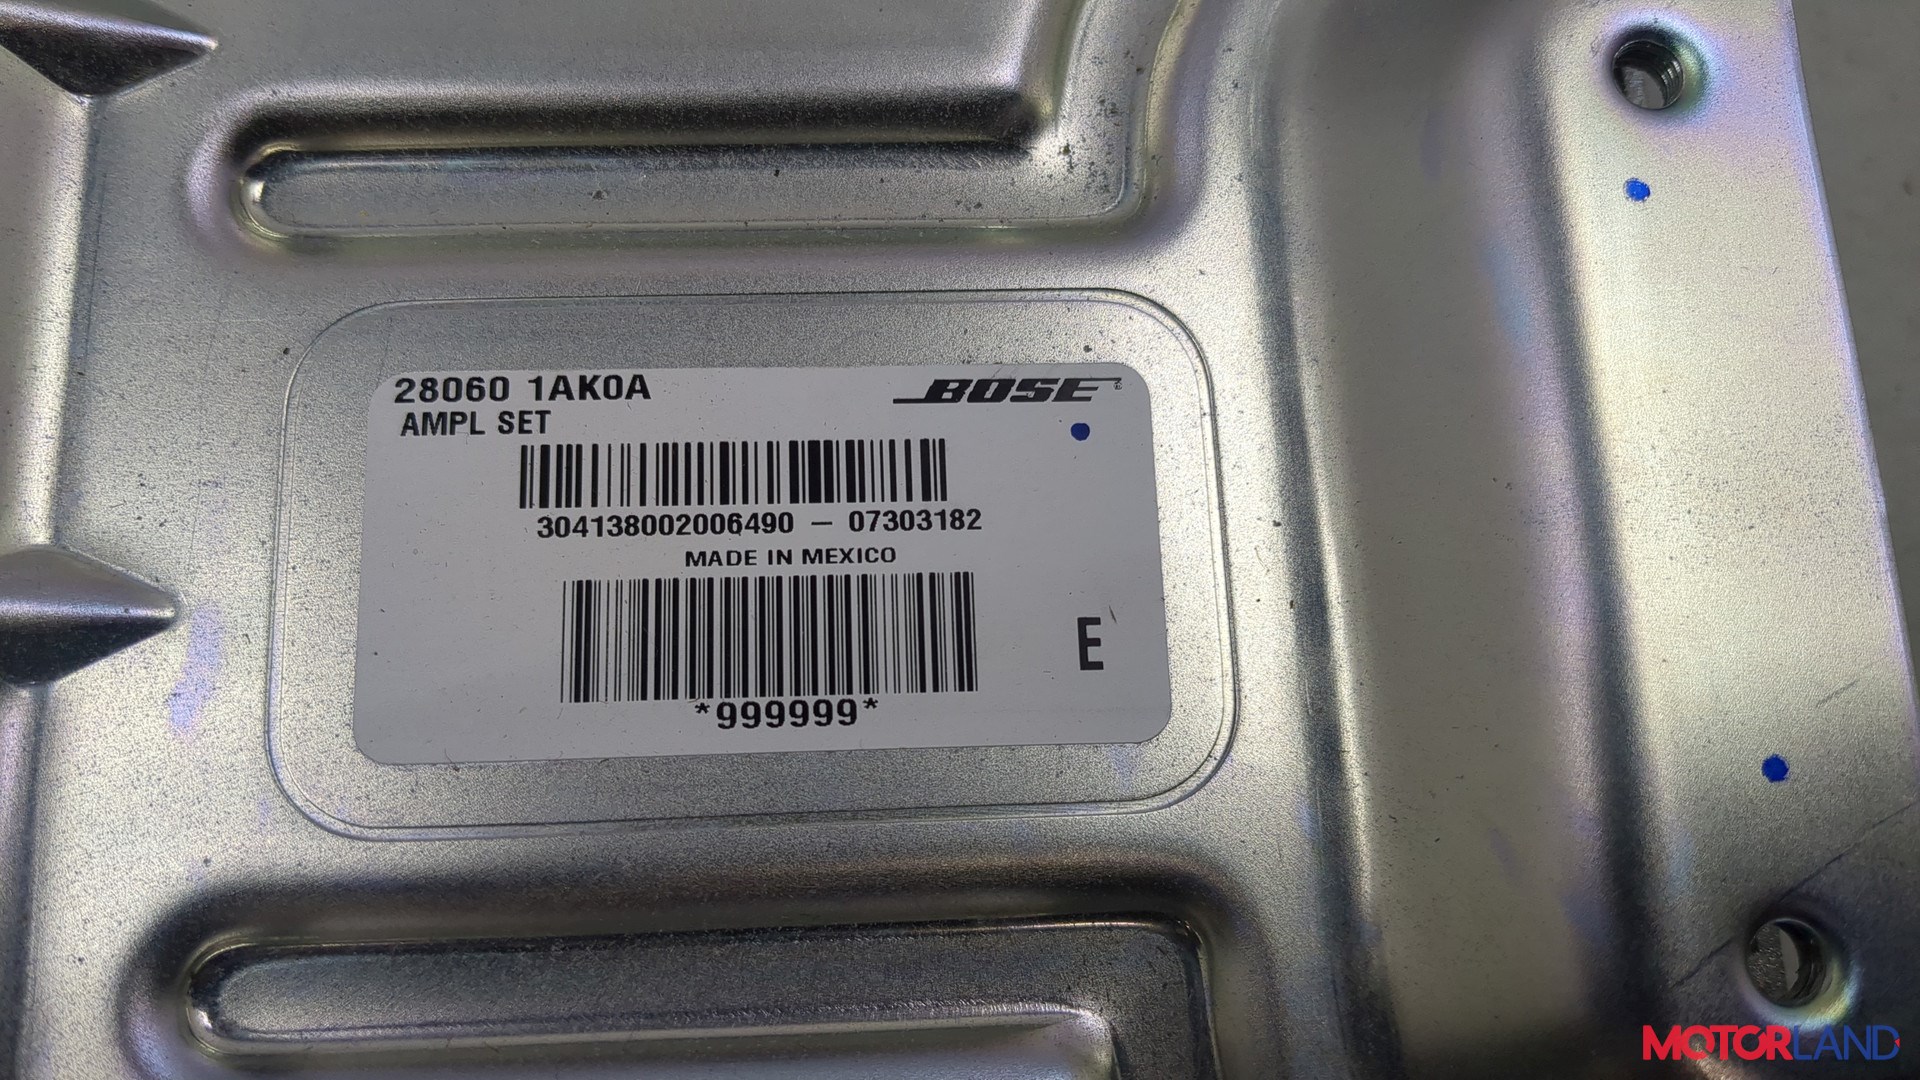 28060 1AK0A
BOSE
AMPL SET
304138002006490 – 07303182
MADE IN MEXICO
E
*999999*
MOTORLAND